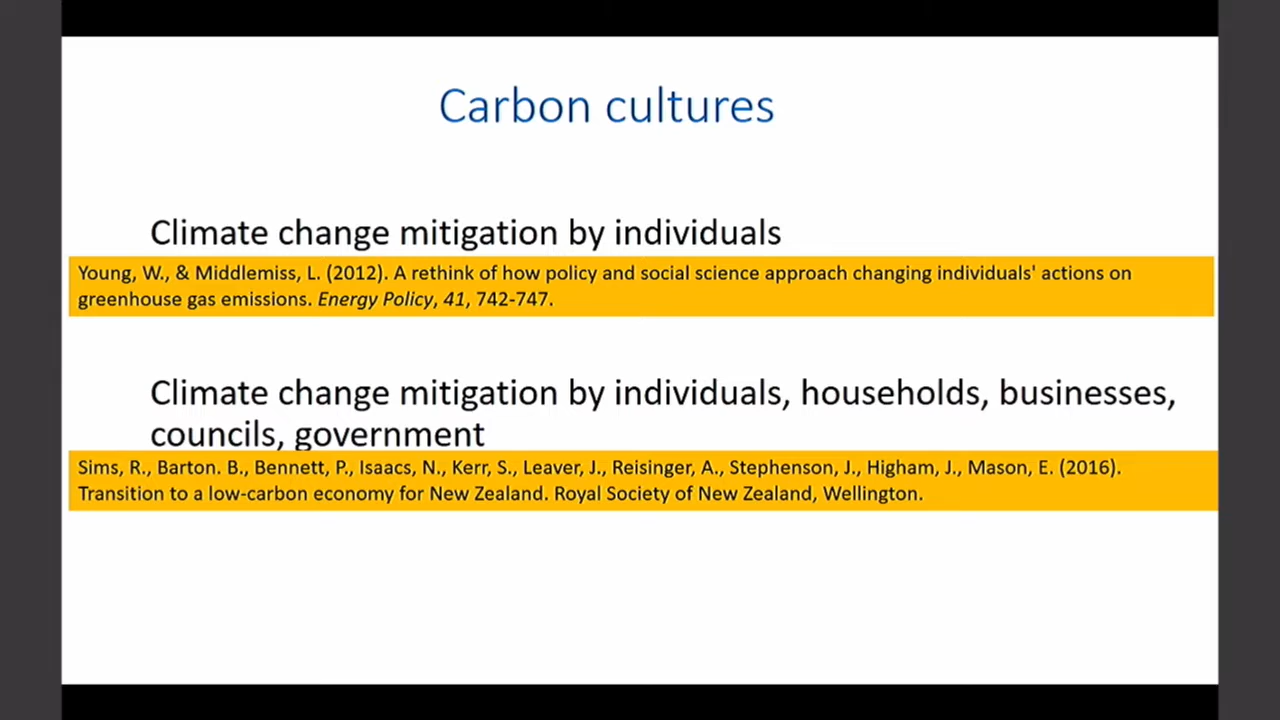 Carbon cultures
Climate change mitigation by individuals
Young, W., & Middlemiss, L. (2012). A rethink of how policy and social science approach changing individuals' actions on
greenhouse gas emissions. Energy Policy, 41, 742-747.
Climate change mitigation by individuals, households, businesses,
councils, government
Sims, R., Barton. B., Bennett, P., Isaacs, N., Kerr, S., Leaver, J., Reisinger, A., Stephenson, J., Higham, J., Mason, E. (2016).
Transition to a low-carbon economy for New Zealand. Royal Society of New Zealand, Wellington.